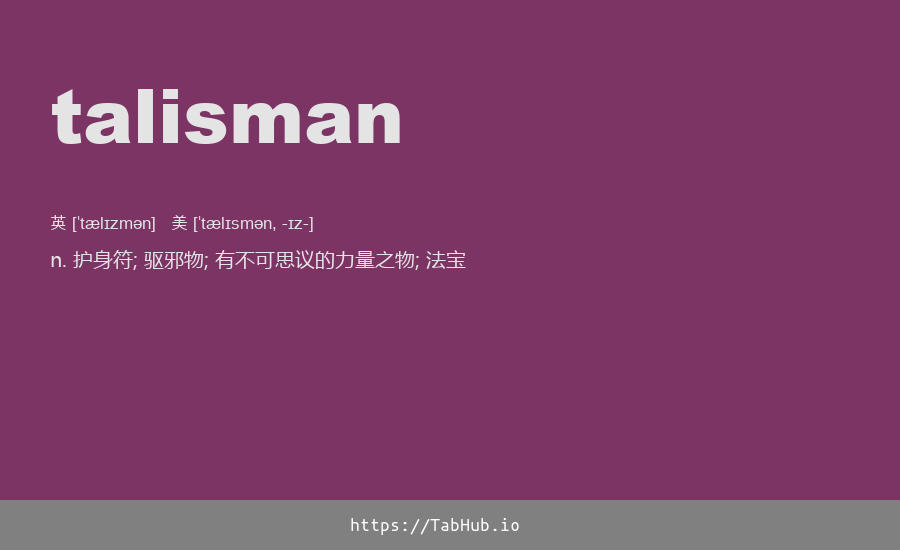 talisman
英 [ˈtælɪzmən] 美 [ˈtælɪsmən, -ɪz-]
n. 护身符; 驱邪物; 有不可思议的力量之物; 法宝
https://TabHub.io